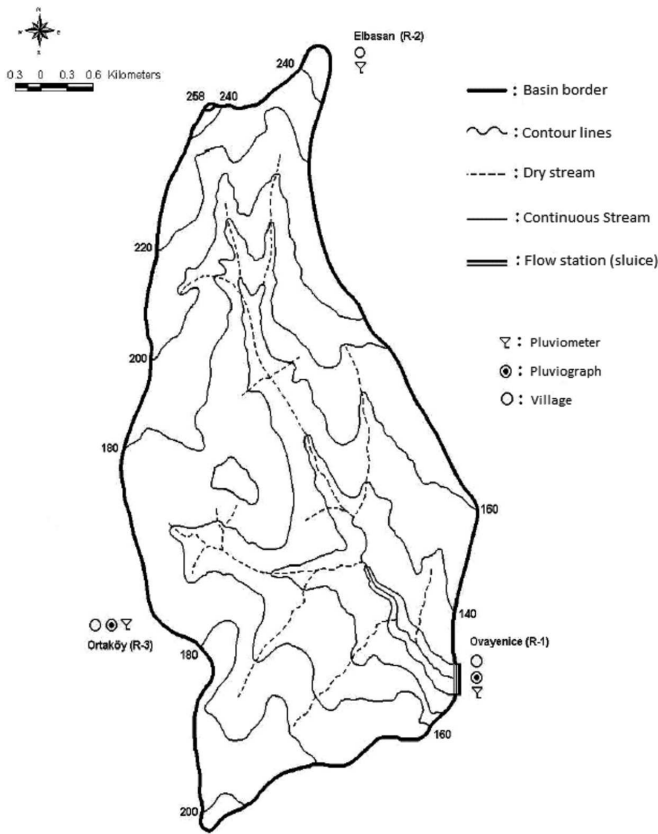 N
W E
S
Elbasan (R-2)
0.3 0 0.3 0.6 Kilometers
240
258 240
: Basin border
: Contour lines
: Dry stream
: Continuous Stream
: Flow station (sluice)
: Pluviometer
: Pluviograph
: Village
220
200
180
160
140
Ortaköy (R-3)
180
Ovayenice (R-1)
160
200